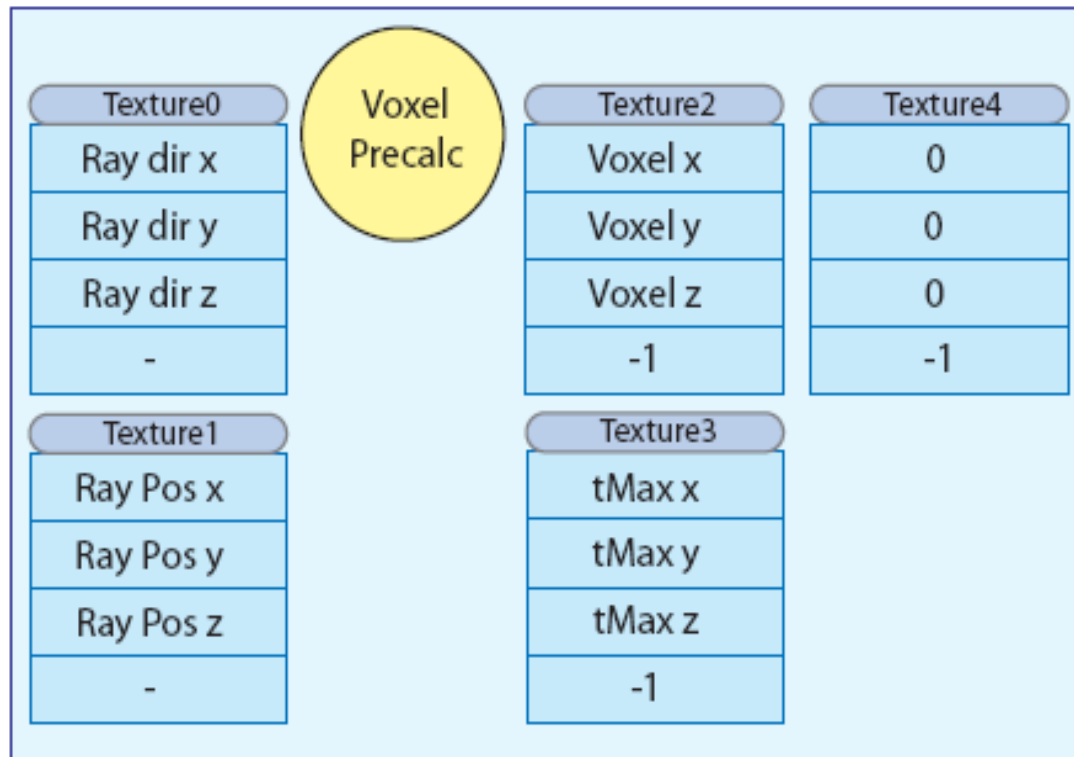 Texture0
Ray dir x
Ray dir y
Ray dir z
-
Texture1
Ray Pos x
Ray Pos y
Ray Pos z
-
Voxel
Precalc
Texture2
Voxel x
Voxel y
Voxel z
-1
Texture3
tMax x
tMax y
tMax z
-1
Texture4
0
0
0
-1